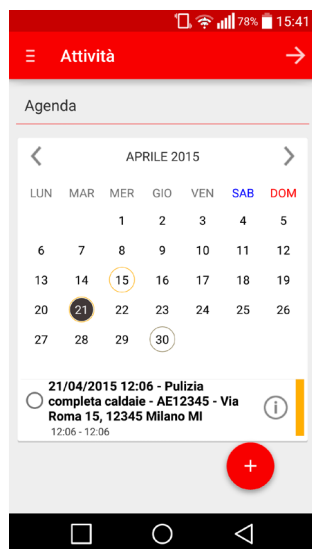 78% 15:41
Attività
Agenda
APRILE 2015
LUN MAR MER GIO VEN SAB DOM
1 2 3 4 5
6 7 8 9 10 11 12
13 14 15 16 17 18 19
20 21 22 23 24 25 26
27 28 29 30
21/04/2015 12:06 - Pulizia
completa caldaie - AE12345 - Via
Roma 15, 12345 Milano MI
12:06 - 12:06